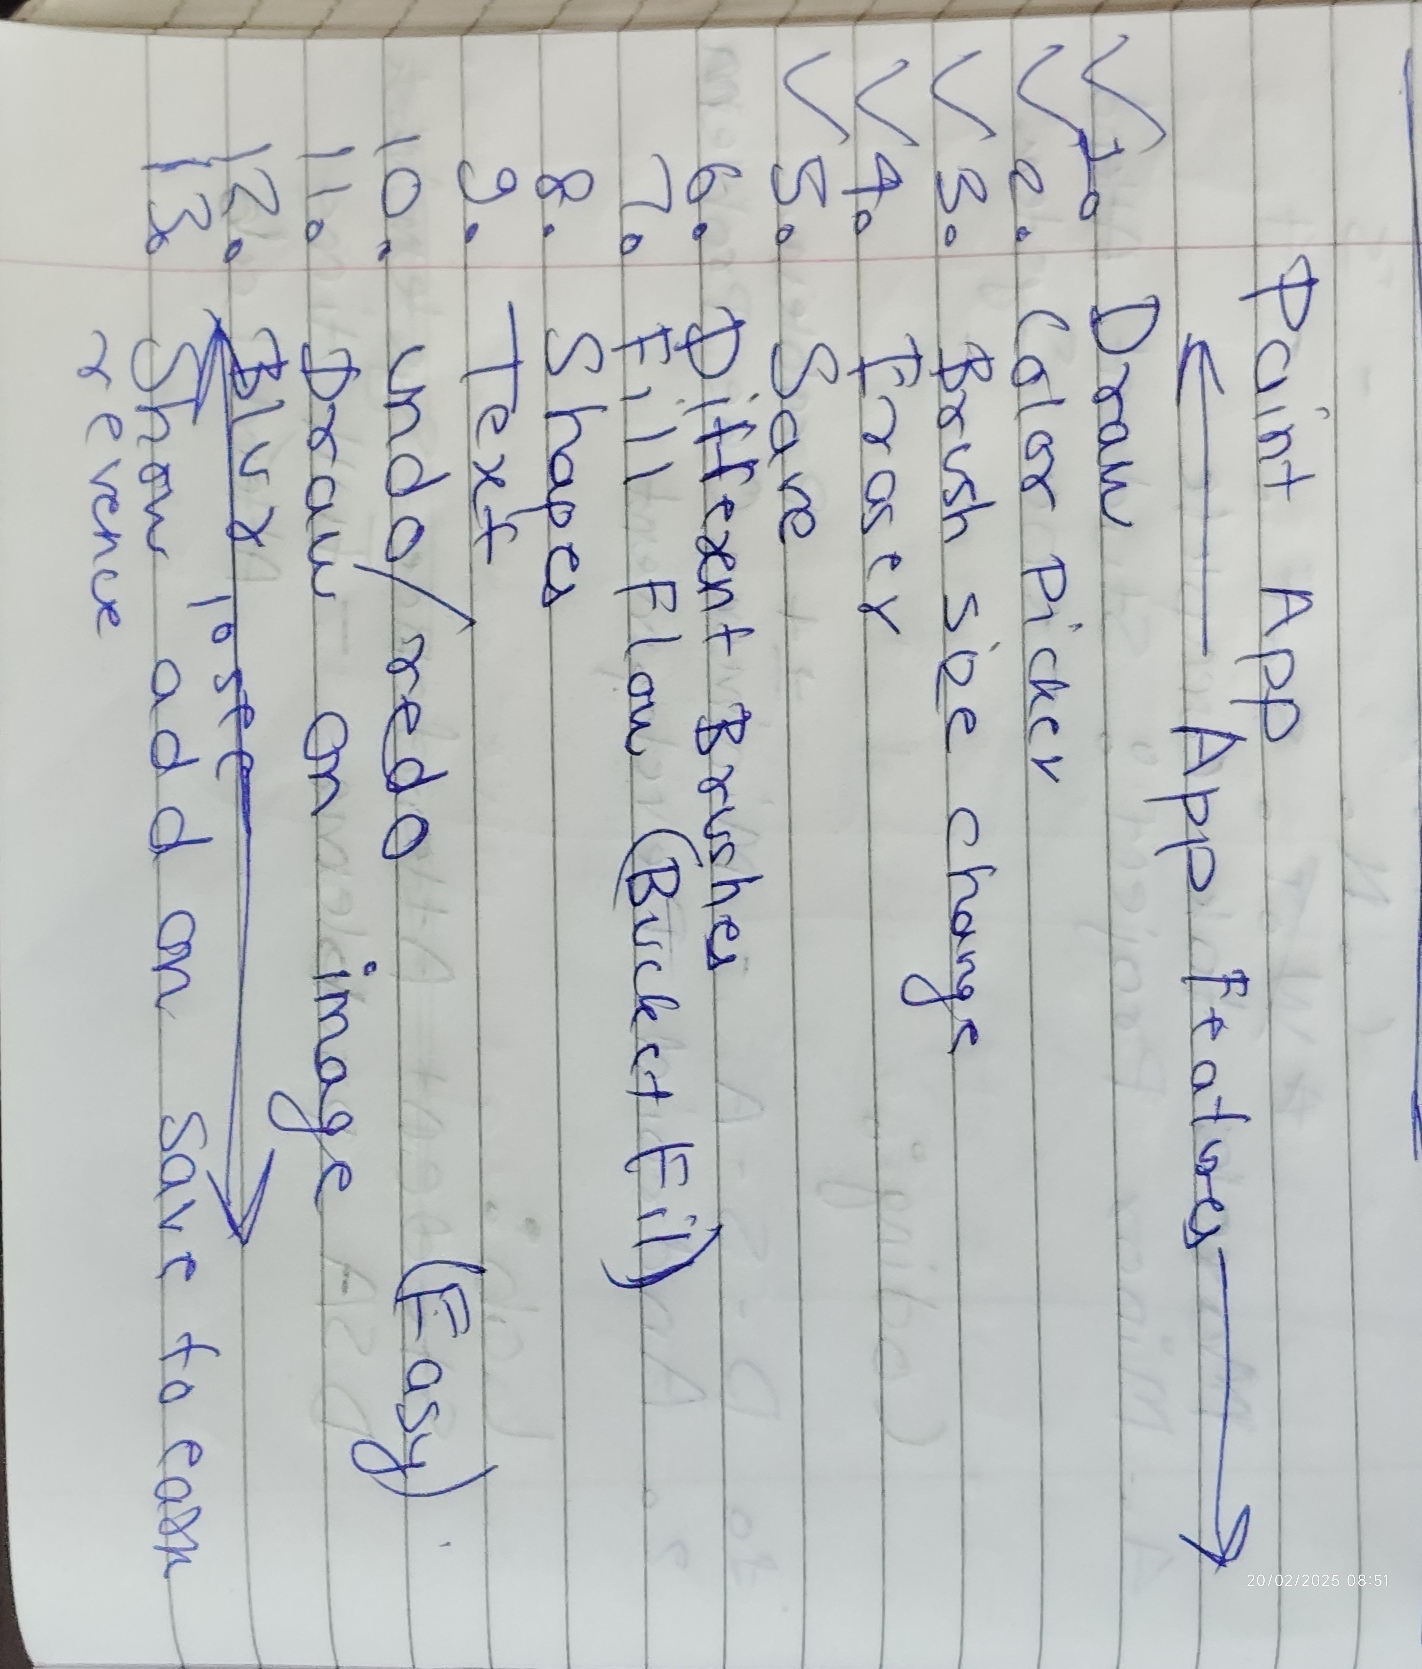 Paint App
App Features
1. Draw
2. Color Picker
3. Brush size change
4. Eraser
5. Save
6. Different Brushes
7. Fill Flow (Bucket Fil)
8. Shapes
9. Text
10. undo/redo (Easy)
11. Draw on image
12. Blur
10 sec
13. Show add on save to earn
revenue
20/02/2025 08:51